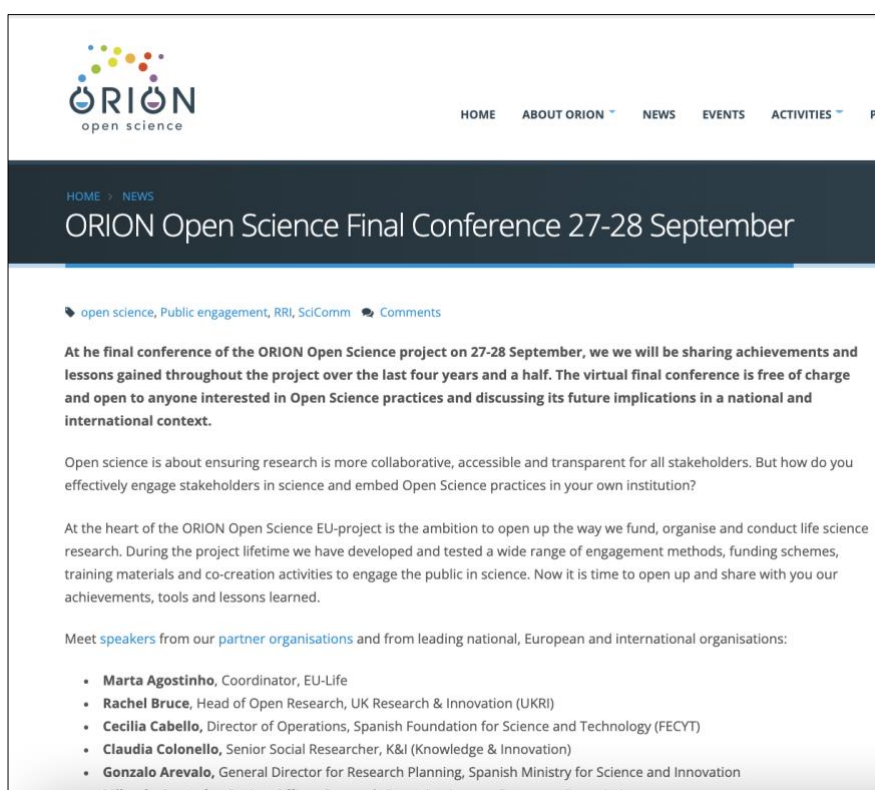 ORION
open science
HOME ABOUT ORION NEWS EVENTS ACTIVITIES P
HOME > NEWS
ORION Open Science Final Conference 27-28 September
open science, Public engagement, RRI, SciComm Comments
At he final conference of the ORION Open Science project on 27-28 September, we we will be sharing achievements and
lessons gained throughout the project over the last four years and a half. The virtual final conference is free of charge
and open to anyone interested in Open Science practices and discussing its future implications in a national and
international context.
Open science is about ensuring research is more collaborative, accessible and transparent for all stakeholders. But how do you
effectively engage stakeholders in science and embed Open Science practices in your own institution?
At the heart of the ORION Open Science EU-project is the ambition to open up the way we fund, organise and conduct life science
research. During the project lifetime we have developed and tested a wide range of engagement methods, funding schemes,
training materials and co-creation activities to engage the public in science. Now it is time to open up and share with you our
achievements, tools and lessons learned.
Meet speakers from our partner organisations and from leading national, European and international organisations:
• Marta Agostinho, Coordinator, EU-Life
• Rachel Bruce, Head of Open Research, UK Research & Innovation (UKRI)
• Cecilia Cabello, Director of Operations, Spanish Foundation for Science and Technology (FECYT)
• Claudia Colonello, Senior Social Researcher, K&I (Knowledge & Innovation)
• Gonzalo Arevalo, General Director for Research Planning, Spanish Ministry for Science and Innovation